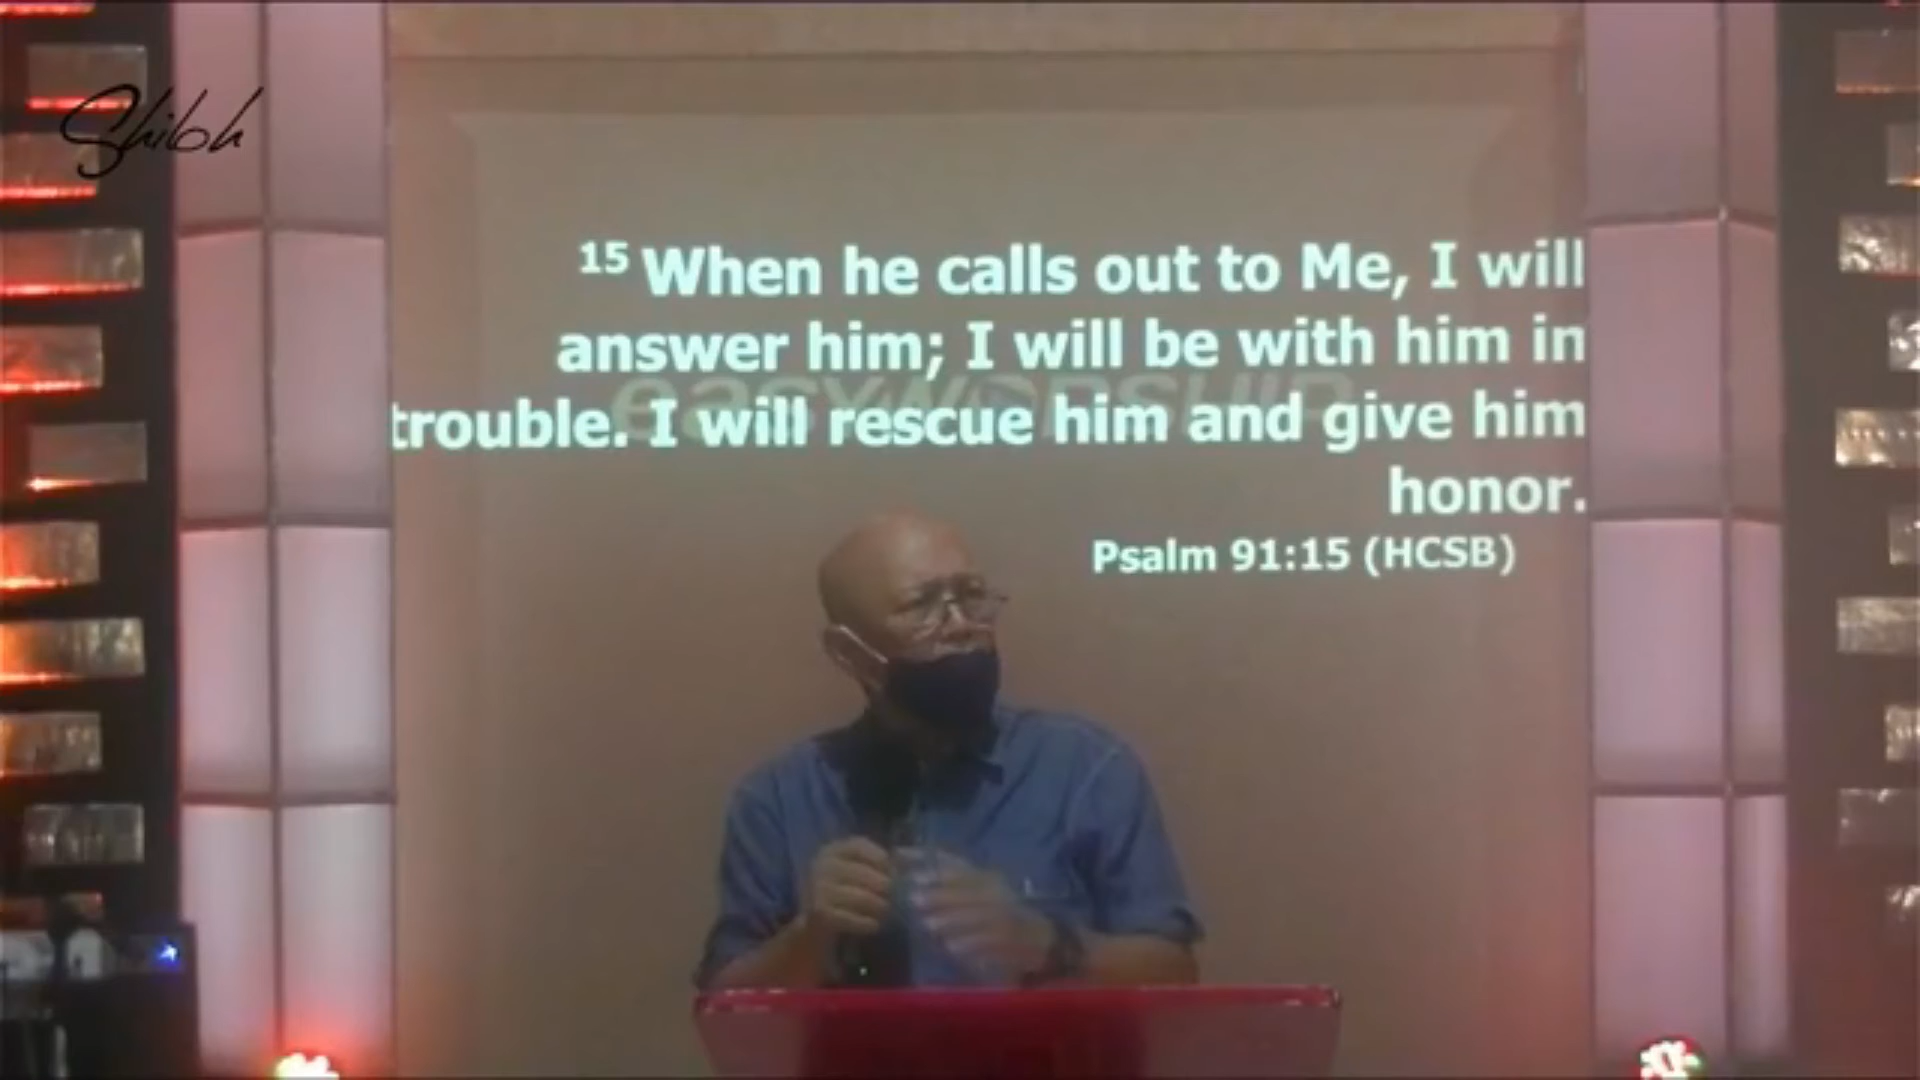 Shiloh
15 When he calls out to Me, I will
answer him; I will be with him in
easyworship
trouble. I will rescue him and give him
honor.
Psalm 91:15 (HCSB)